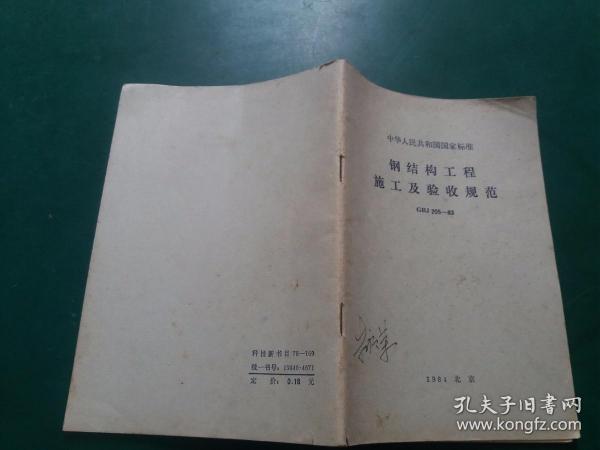 中华人民共和国国家标准
钢结构工程
施工及验收规范
GBJ 205—83
1984 北京
科技新书目 78—169
统一书号：15040·4577
定 价： 0.18 元
孔夫子旧书网
www.kongfz.com